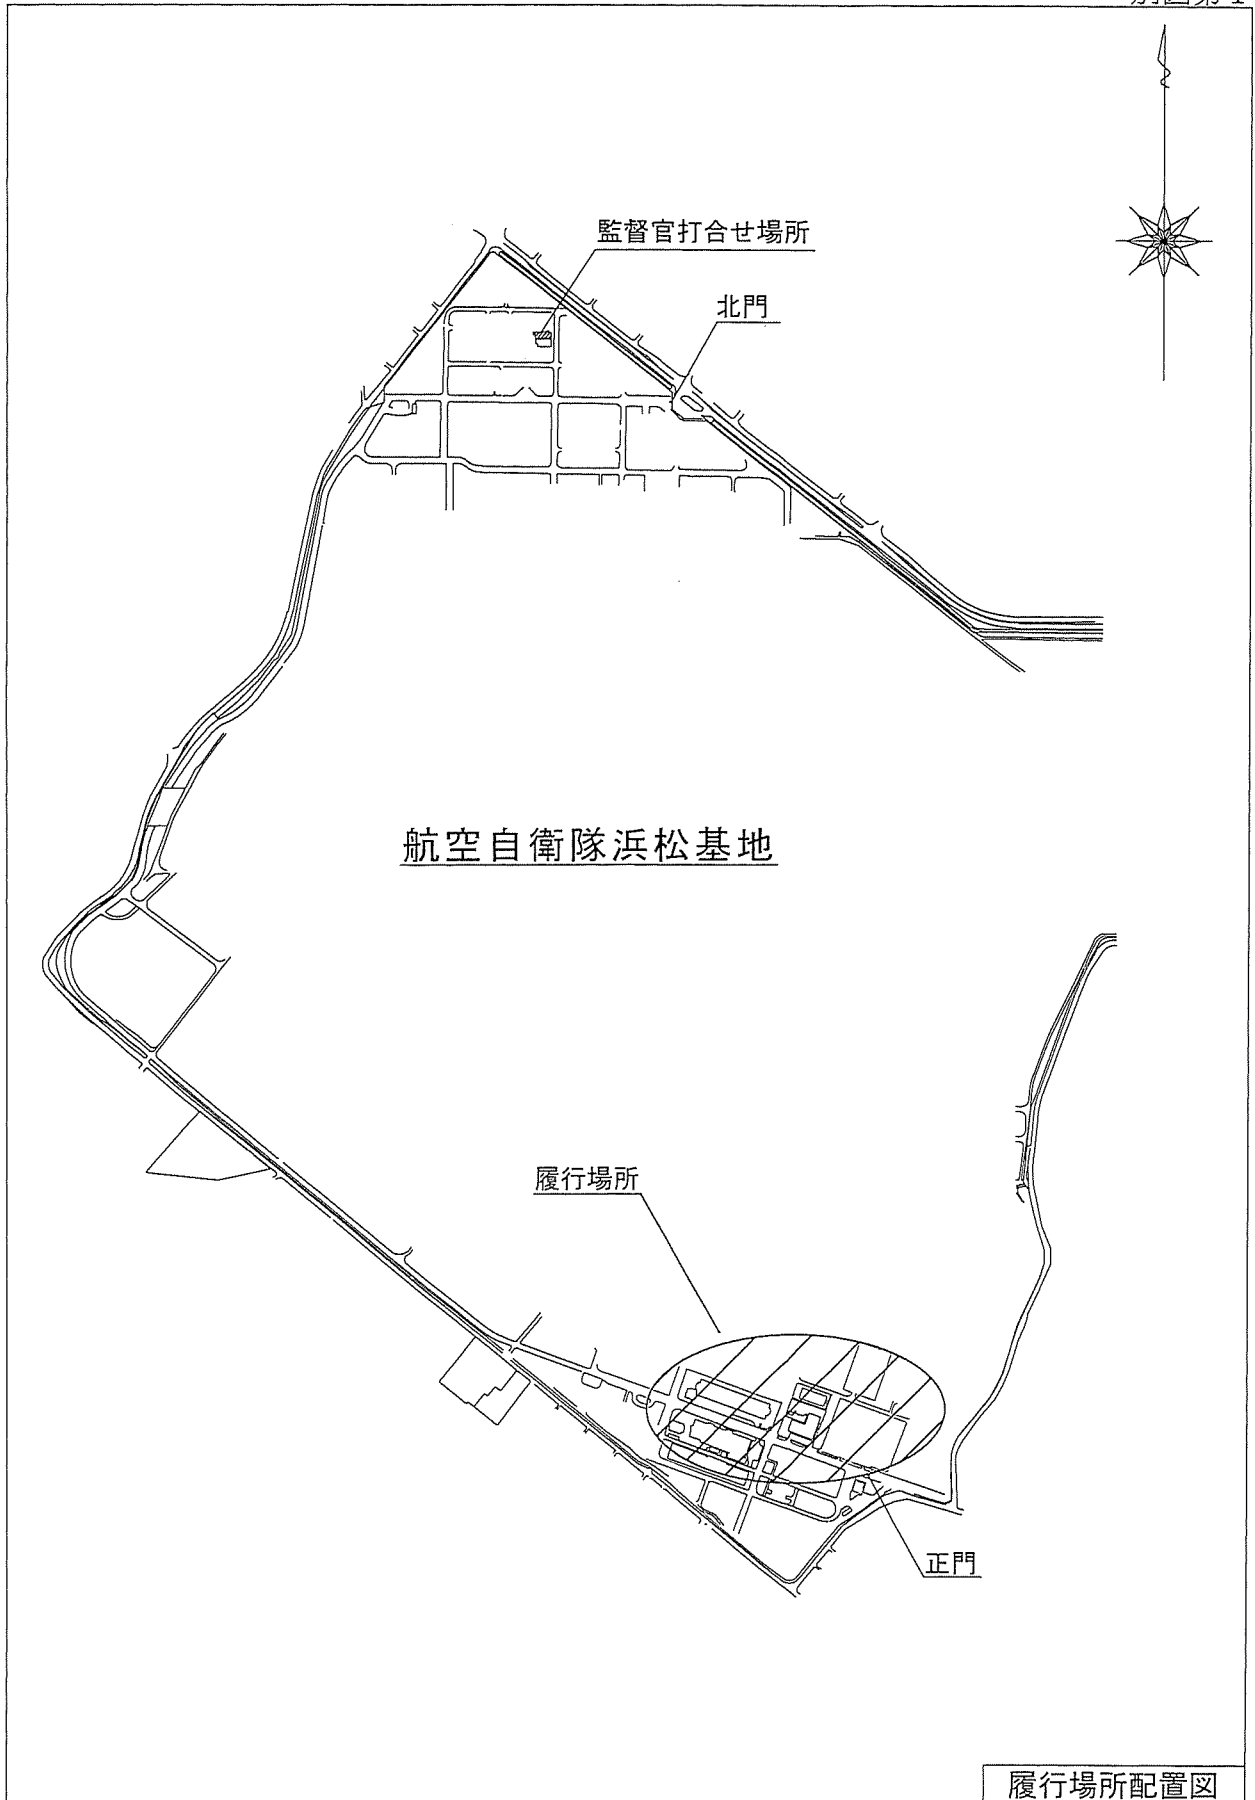 監督官打合せ場所
北門
航空自衛隊浜松基地
履行場所
正門
履行場所配置図